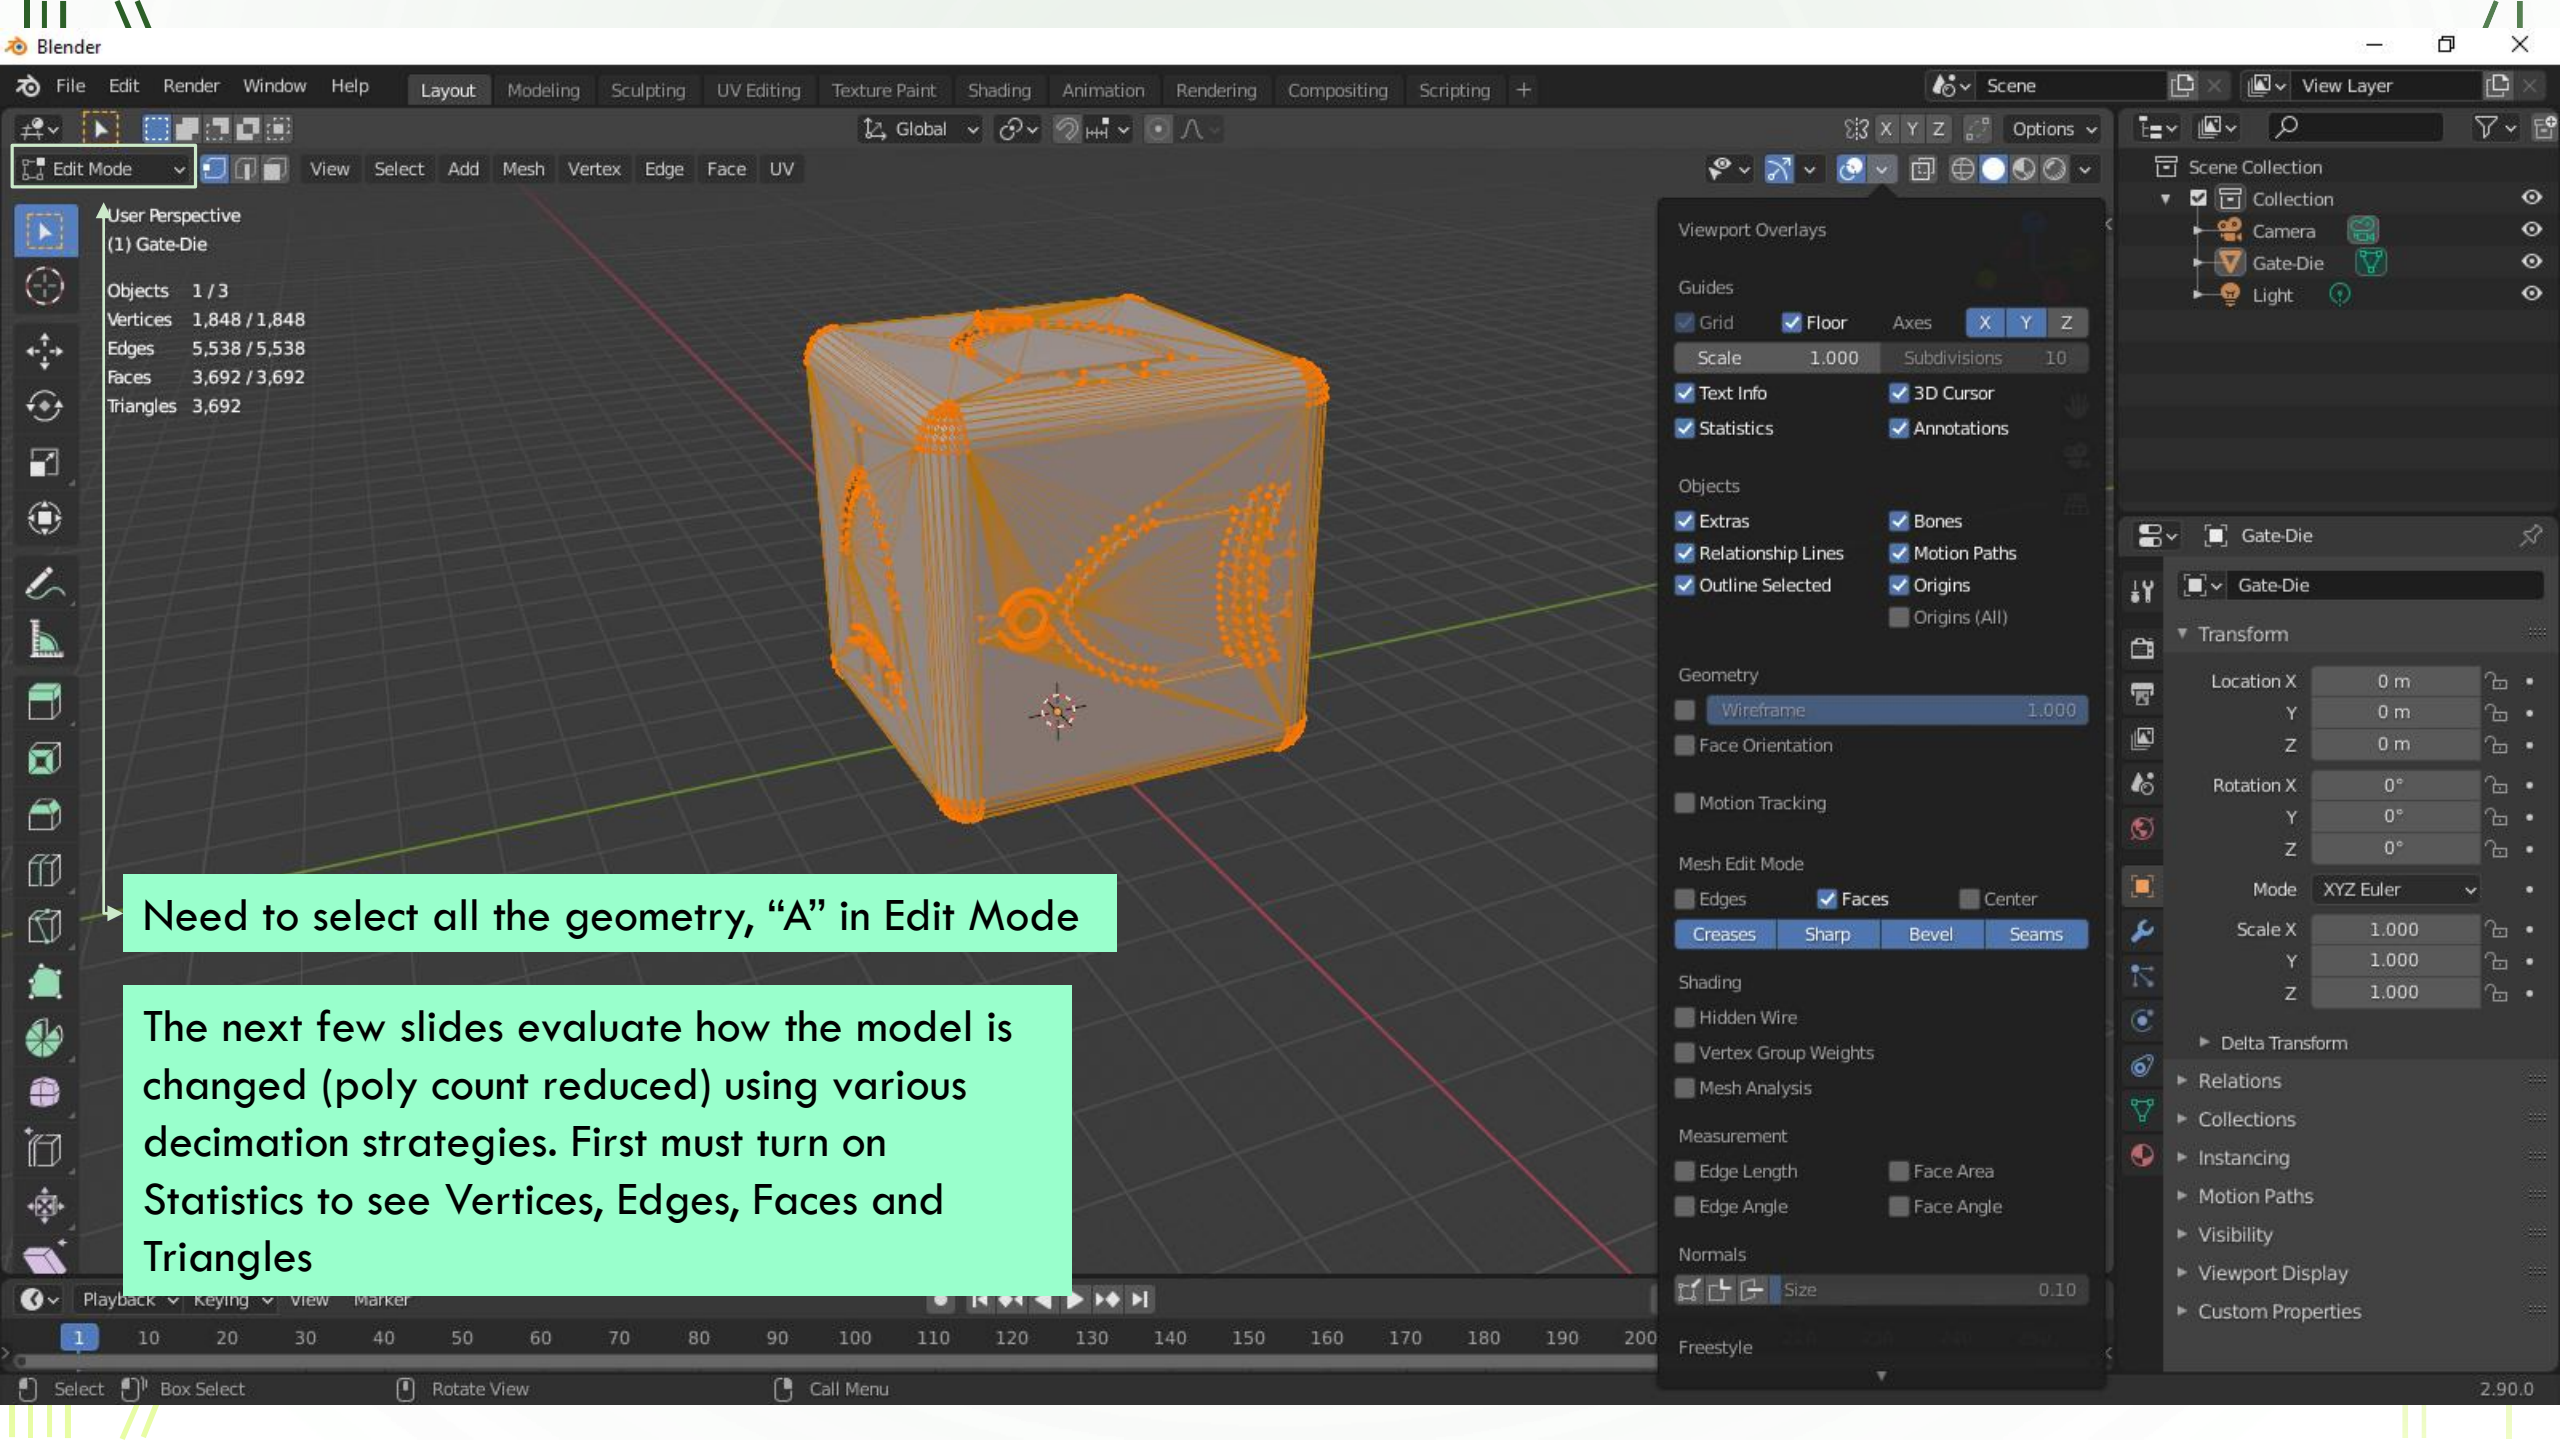 Blender
File Edit Render Window Help Layout Modeling Sculpting UV Editing Texture Paint Shading Animation Rendering Compositing Scripting + Scene View Layer
Global X Y Z Options
Edit Mode View Select Add Mesh Vertex Edge Face UV
User Perspective
(1) Gate-Die
Objects 1 / 3
Vertices 1,848 / 1,848
Edges 5,538 / 5,538
Faces 3,692 / 3,692
Triangles 3,692
Need to select all the geometry, “A” in Edit Mode
The next few slides evaluate how the model is
changed (poly count reduced) using various
decimation strategies. First must turn on
Statistics to see Vertices, Edges, Faces and
Triangles
Viewport Overlays
Guides
Grid Floor Axes X Y Z
Scale 1.000 Subdivisions 10
Text Info 3D Cursor
Statistics Annotations
Objects
Extras Bones
Relationship Lines Motion Paths
Outline Selected Origins
Origins (All)
Geometry
Wireframe 1.000
Face Orientation
Motion Tracking
Mesh Edit Mode
Edges Faces Center
Creases Sharp Bevel Seams
Shading
Hidden Wire
Vertex Group Weights
Mesh Analysis
Measurement
Edge Length Face Area
Edge Angle Face Angle
Normals
Size 0.10
Freestyle
Scene Collection
Collection
Camera
Gate-Die
Light
Gate-Die
Gate-Die
Transform
Location X 0 m
Y 0 m
Z 0 m
Rotation X 0°
Y 0°
Z 0°
Mode XYZ Euler
Scale X 1.000
Y 1.000
Z 1.000
Delta Transform
Relations
Collections
Instancing
Motion Paths
Visibility
Viewport Display
Custom Properties
Playback Keying View Marker
1 10 20 30 40 50 60 70 80 90 100 110 120 130 140 150 160 170 180 190 200
Select Box Select Rotate View Call Menu 2.90.0